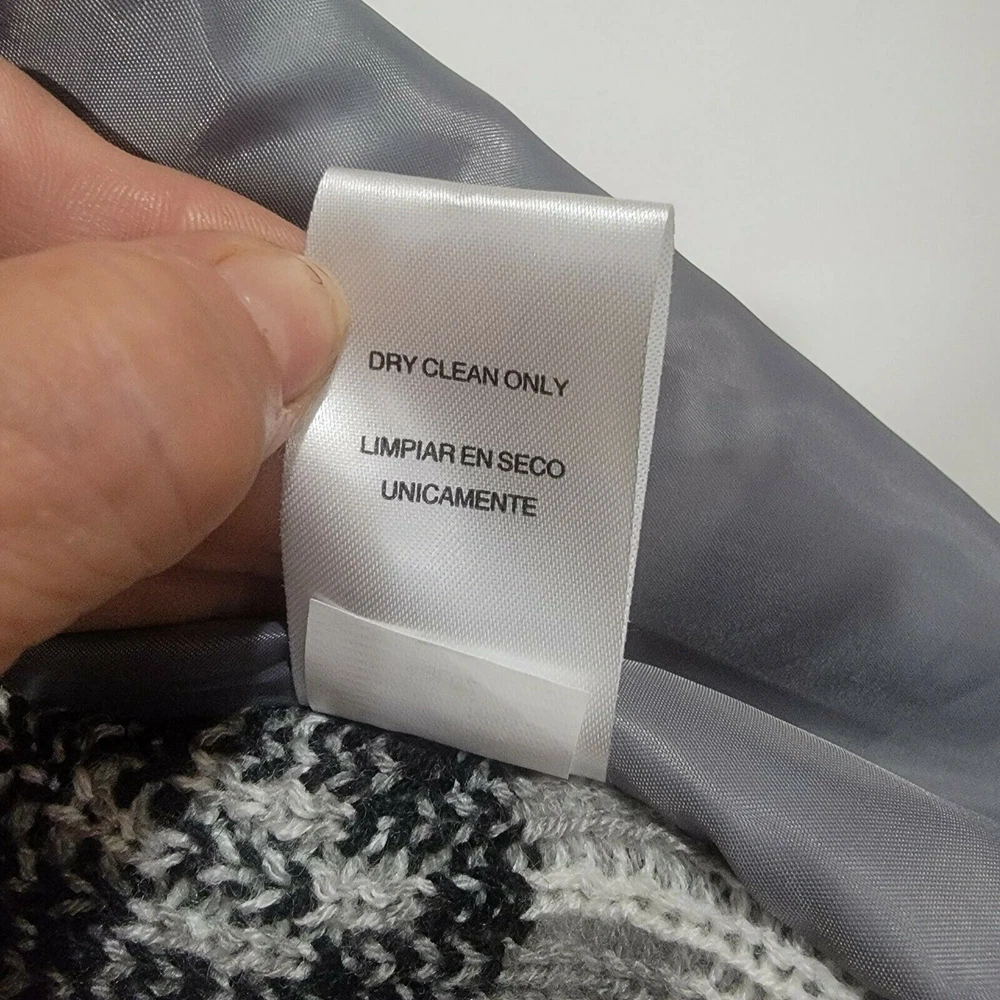 DRY CLEAN ONLY
LIMPIAR EN SECO
UNICAMENTE